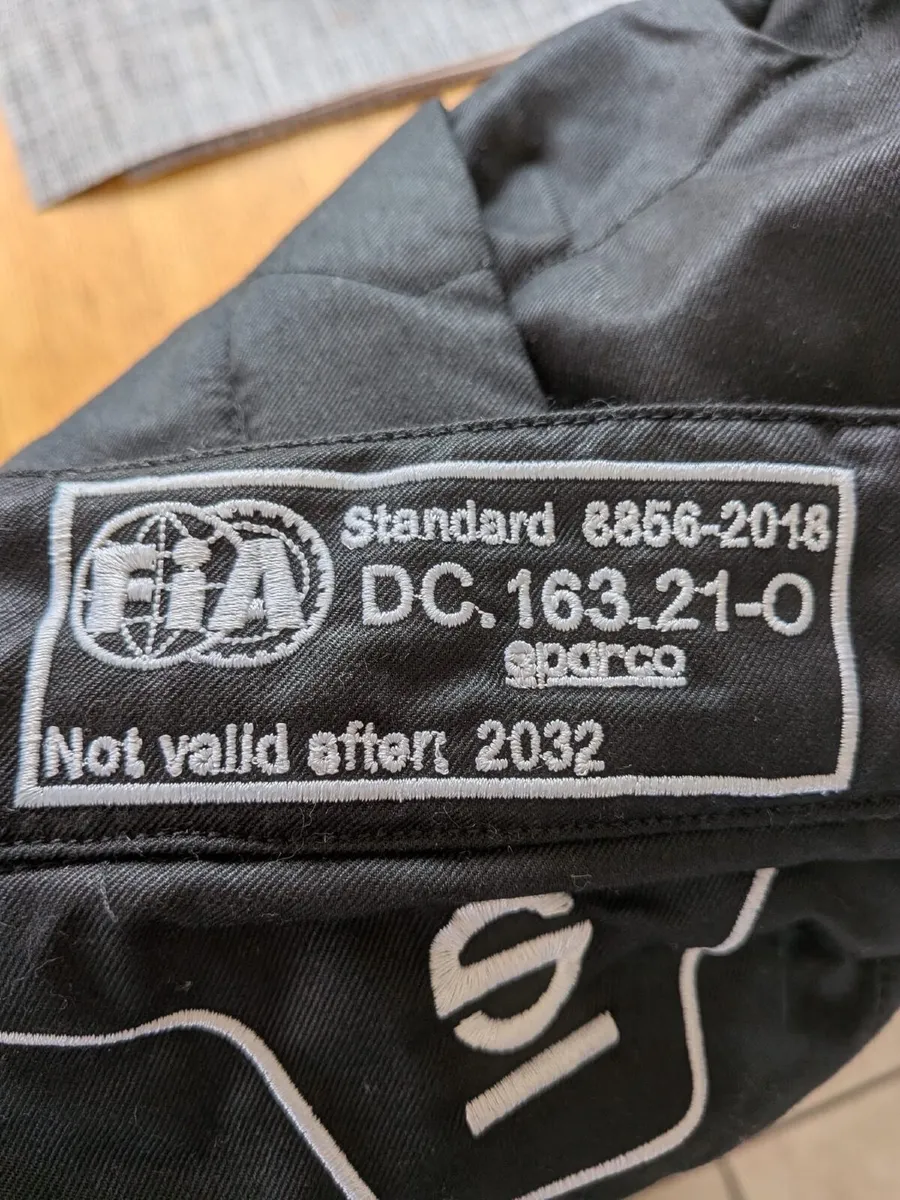 FiA
Standard 8856-2018
DC.163.21-O
sparco
Not valid after: 2032
S